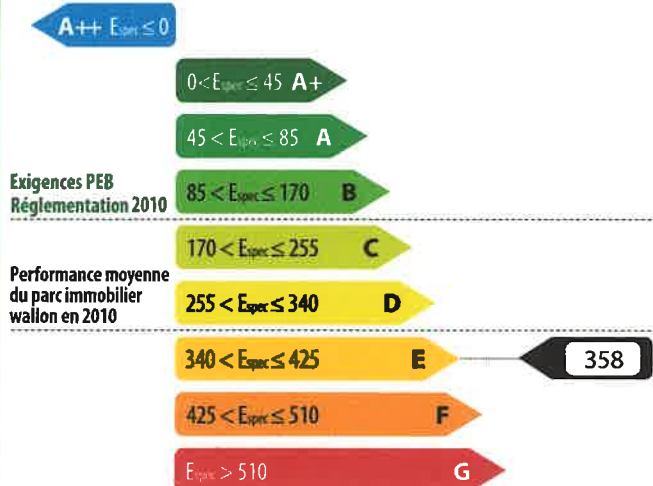 A++ Espec ≤ 0
0 < Espec ≤ 45 A+
45 < Espec ≤ 85 A
Exigences PEB
Réglementation 2010
85 < Espec ≤ 170 B
170 < Espec ≤ 255 C
Performance moyenne
du parc immobilier
wallon en 2010
255 < Espec ≤ 340 D
340 < Espec ≤ 425 E
358
425 < Espec ≤ 510 F
Espec > 510 G